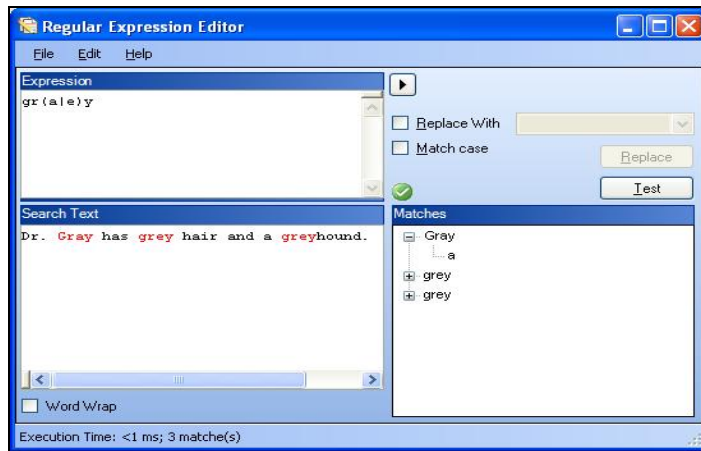 Regular Expression Editor
File Edit Help
Expression
gr(a|e)y
Replace With
Match case
Replace
Test
Search Text
Dr. Gray has grey hair and a greyhound.
Matches
Gray
a
grey
grey
Word Wrap
Execution Time: <1 ms; 3 matche(s)